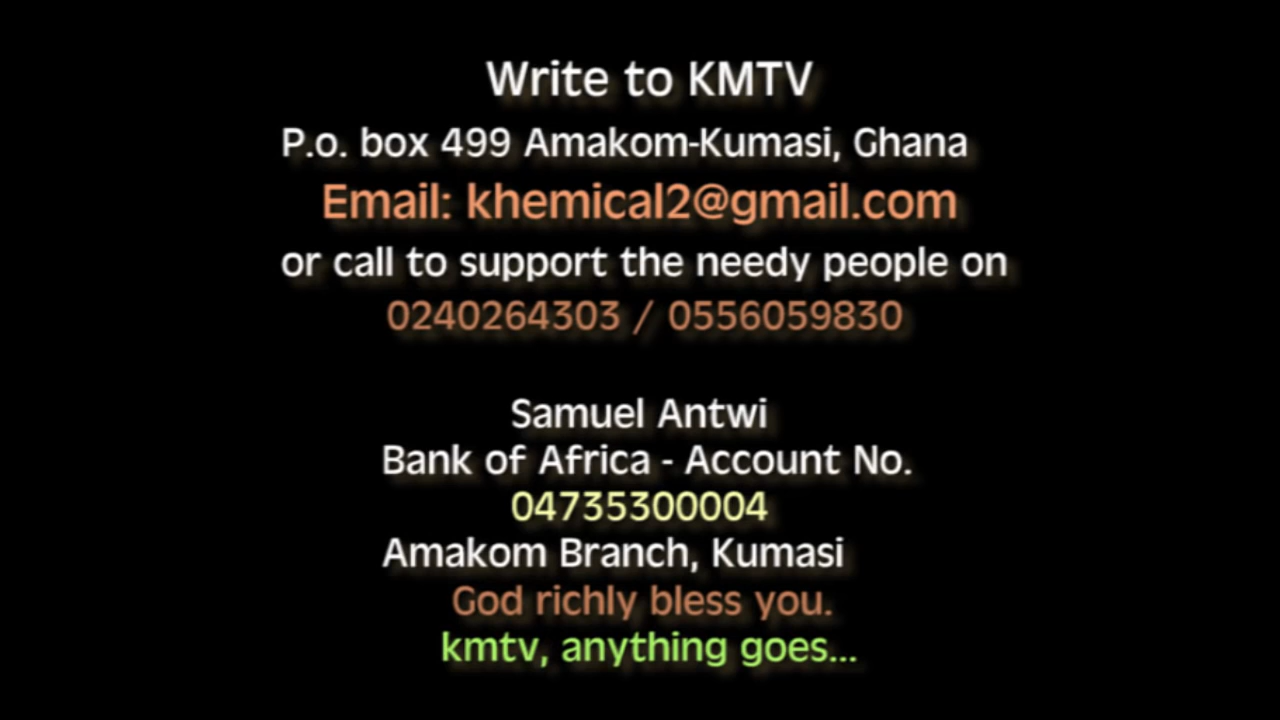 Write to KMTV
P.o. box 499 Amakom-Kumasi, Ghana
Email: khemical2@gmail.com
or call to support the needy people on
0240264303 / 0556059830
Samuel Antwi
Bank of Africa - Account No.
04735300004
Amakom Branch, Kumasi
God richly bless you.
kmtv, anything goes...